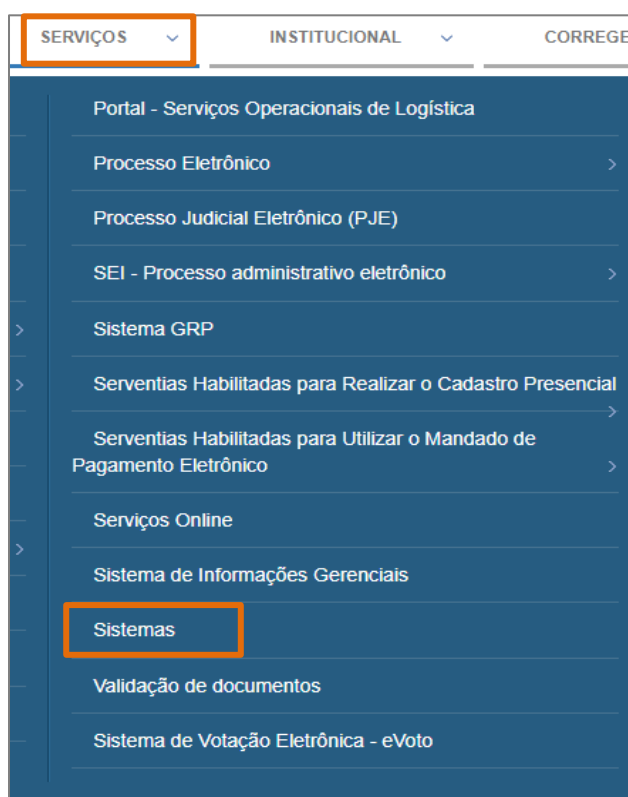 SERVIÇOS
INSTITUCIONAL
CORREGE
Portal - Serviços Operacionais de Logística
Processo Eletrônico
Processo Judicial Eletrônico (PJE)
SEI - Processo administrativo eletrônico
Sistema GRP
Serventias Habilitadas para Realizar o Cadastro Presencial
Serventias Habilitadas para Utilizar o Mandado de
Pagamento Eletrônico
Serviços Online
Sistema de Informações Gerenciais
Sistemas
Validação de documentos
Sistema de Votação Eletrônica - eVoto